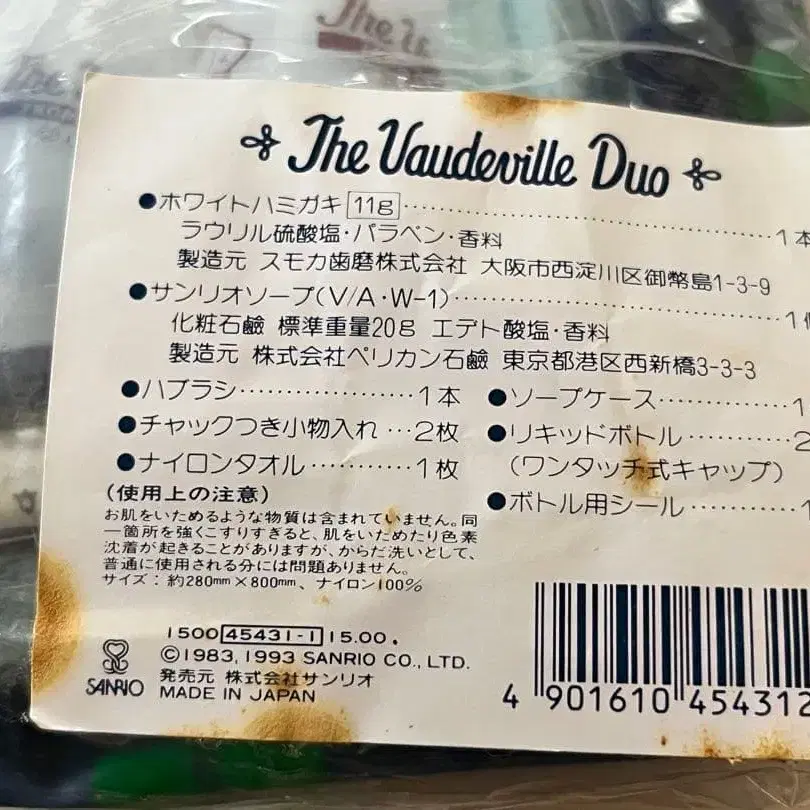 The Vaudeville Duo
●ホワイトハミガキ 11g……………………1本
ラウリル硫酸塩・パラベン・香料
製造元 スモカ歯磨株式会社 大阪市西淀川区御幣島1-3-9
●サンリオソープ(V/A・W-1)……………………1個
化粧石鹸 標準重量20g エデト酸塩・香料
製造元 株式会社ペリカン石鹸 東京都港区西新橋3-3-3
●ハブラシ…………1本
●チャックつき小物入れ…2枚
●ナイロンタオル………1枚
●ソープケース…………1
●リキッドボトル…………2
(ワンタッチ式キャップ)
●ボトル用シール…………1
(使用上の注意)
お肌をいためるような物質は含まれていません。同
一箇所を強くこすりすぎると、肌をいためたり色素
沈着が起きることがありますが、からだ洗いとして、
普通に使用される分には問題ありません。
サイズ：約280mm×800mm、ナイロン100%
1500 45431-1 15.00.
©1983, 1993 SANRIO CO., LTD.
発売元 株式会社サンリオ
MADE IN JAPAN
SANRIO
4 901610 454312